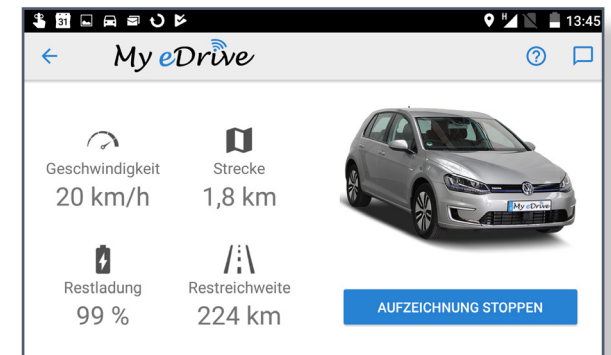 31
H
13:45
My eDrive
Geschwindigkeit
20 km/h
Strecke
1,8 km
My eDrive
Restladung
99 %
Restreichweite
224 km
AUFZEICHNUNG STOPPEN